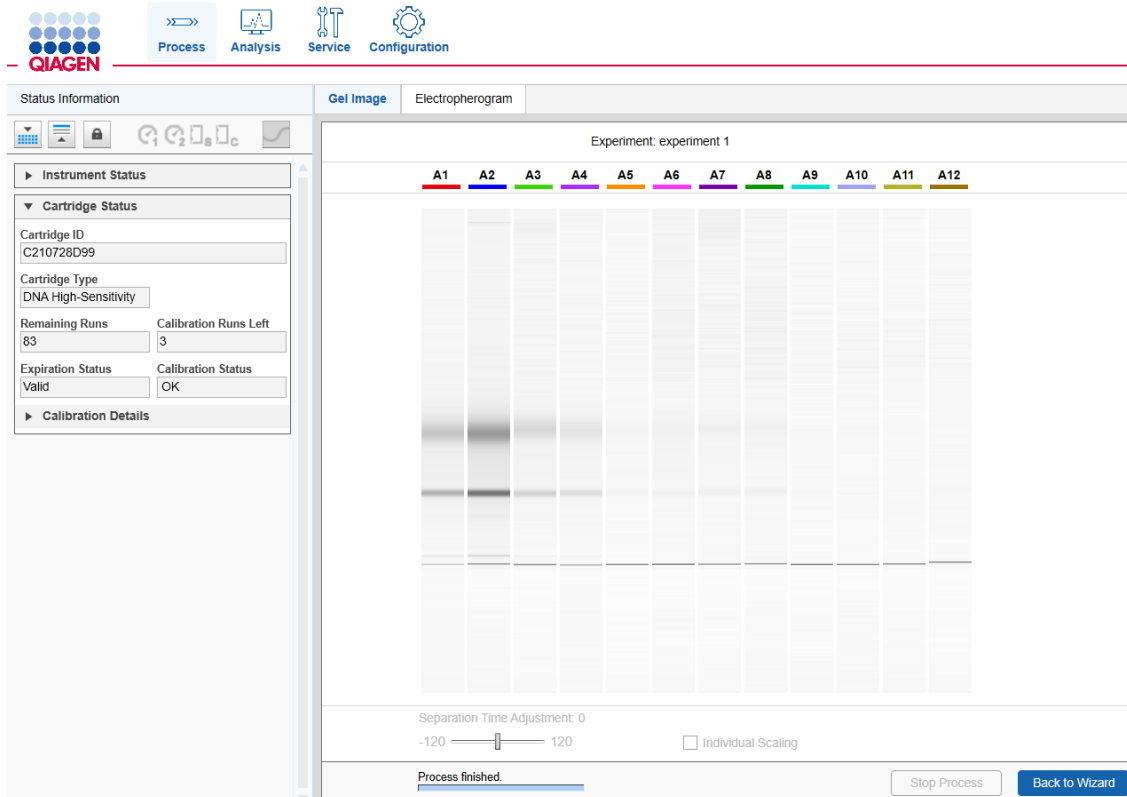 QIAGEN
Process Analysis Service Configuration
Status Information
1 2 S C
Instrument Status
Cartridge Status
Cartridge ID
C210728D99
Cartridge Type
DNA High-Sensitivity
Remaining Runs Calibration Runs Left
83 3
Expiration Status Calibration Status
Valid OK
Calibration Details
Gel Image Electropherogram
Experiment: experiment 1
A1 A2 A3 A4 A5 A6 A7 A8 A9 A10 A11 A12
Separation Time Adjustment: 0
-120 120 Individual Scaling
Process finished.
Stop Process Back to Wizard